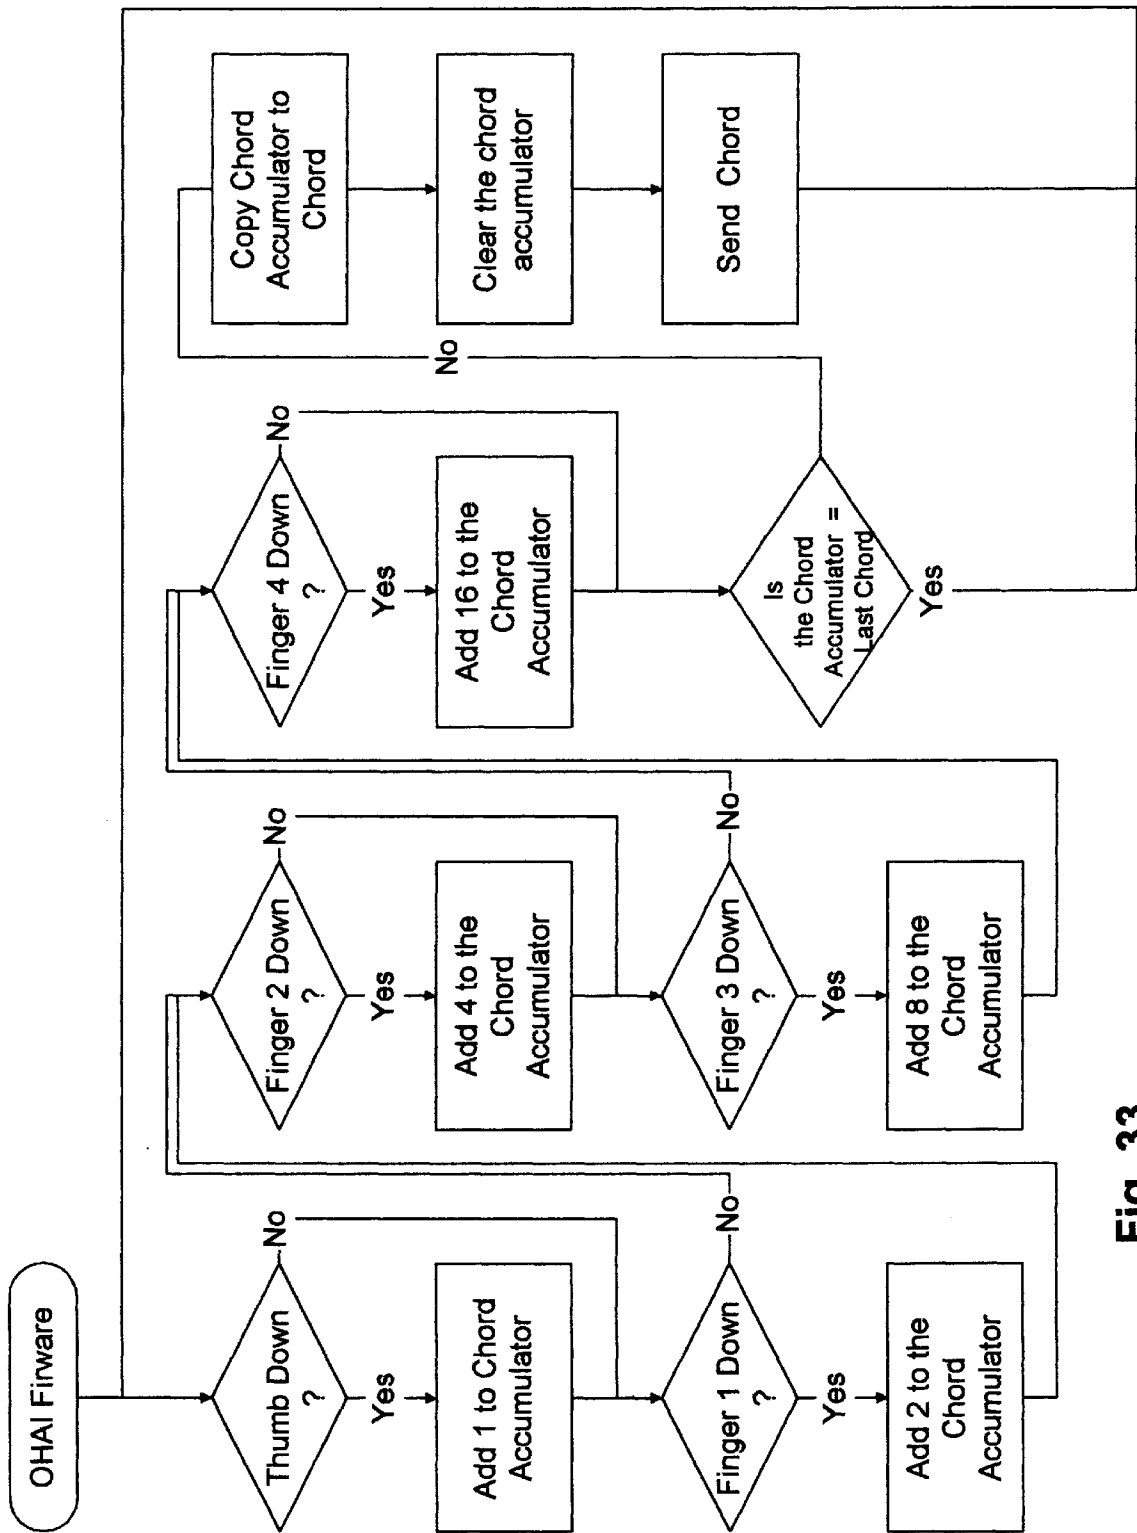 OHAI Firware
Thumb Down
?
No
Yes
Add 1 to Chord
Accumulator
Finger 1 Down
?
No
Yes
Add 2 to the
Chord
Accumulator
Finger 2 Down
?
No
Yes
Add 4 to the
Chord
Accumulator
Finger 3 Down
?
No
Yes
Add 8 to the
Chord
Accumulator
Finger 4 Down
?
No
Yes
Add 16 to the
Chord
Accumulator
Is
the Chord
Accumulator =
Last Chord
No
Yes
Copy Chord
Accumulator to
Chord
Clear the chord
accumulator
Send Chord
Fig. 33